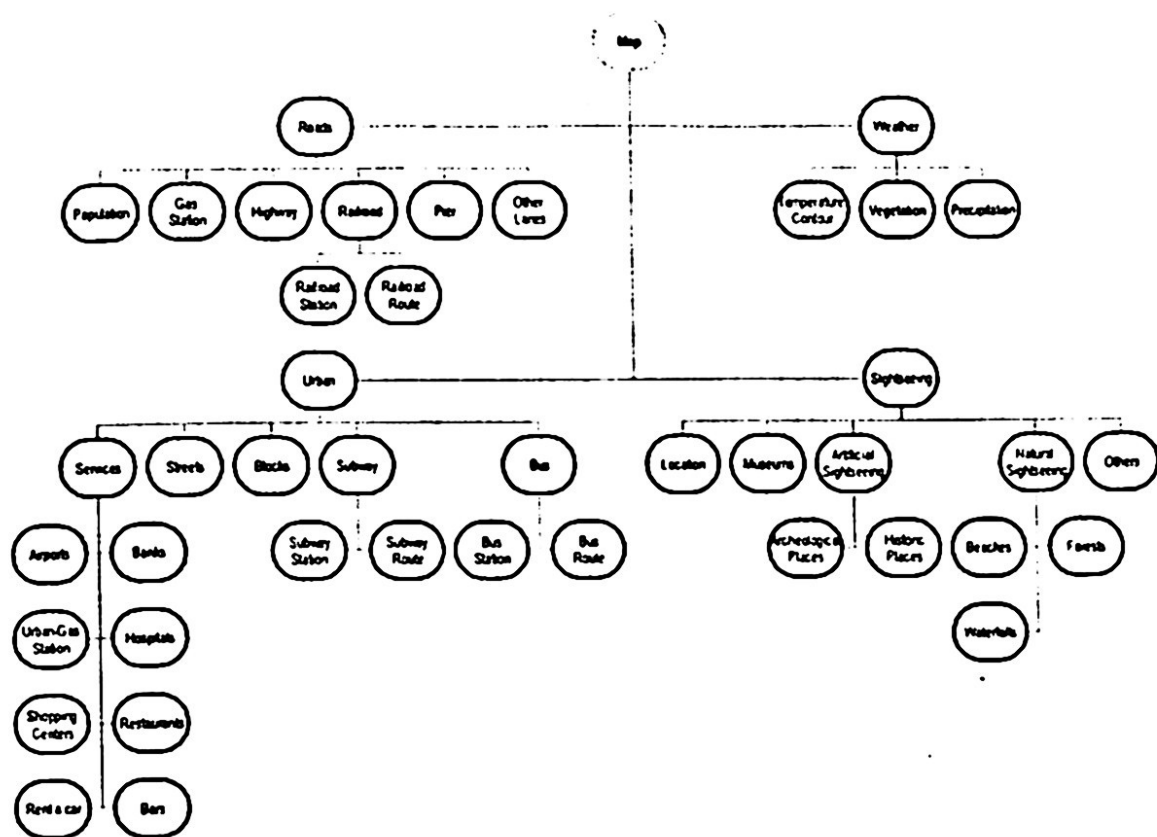 Map
Roads
Weather
Population
Gas
Station
Highway
Railroad
Pier
Other
Lanes
Temperature
Contour
Vegetation
Precipitation
Railroad
Station
Railroad
Route
Urban
Sightseeing
Services
Streets
Blocks
Subway
Bus
Location
Museums
Artificial
Sightseeing
Natural
Sightseeing
Others
Airports
Banks
Subway
Station
Subway
Route
Bus
Station
Bus
Route
Archeological
Places
Historic
Places
Beaches
Forests
Urban-Gas
Station
Hospitals
Waterfalls
Shopping
Centers
Restaurants
Rent a car
Bars